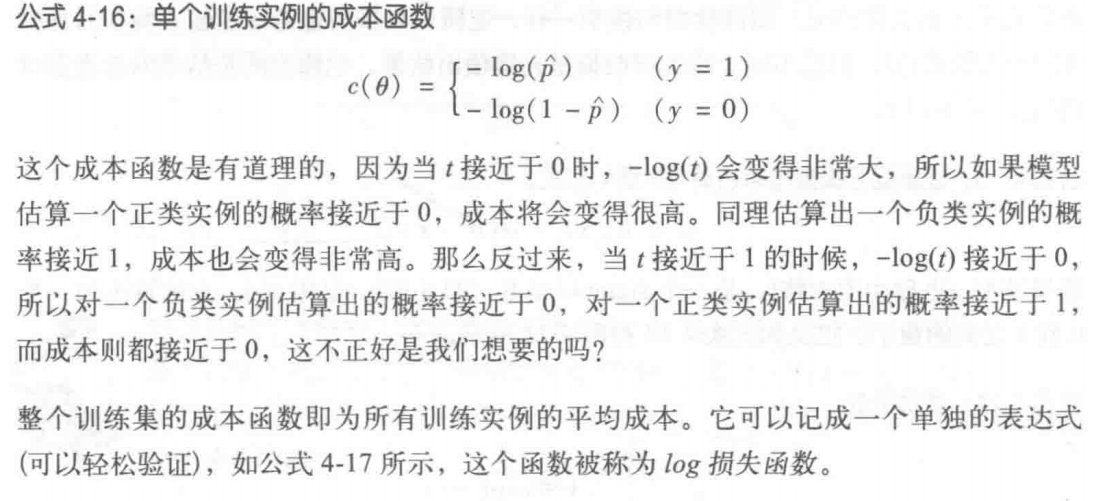 公式 4-16：单个训练实例的成本函数
c(θ) = { - log(p̂) (y = 1)
- log(1 - p̂) (y = 0)
这个成本函数是有道理的，因为当 t 接近于 0 时，-log(t) 会变得非常大，所以如果模型
估算一个正类实例的概率接近于 0，成本将会变得很高。同理估算出一个负类实例的概
率接近 1，成本也会变得非常高。那么反过来，当 t 接近于 1 的时候，-log(t) 接近于 0，
所以对一个负类实例估算出的概率接近于 0，对一个正类实例估算出的概率接近于 1，
而成本则都接近于 0，这不正好是我们想要的吗？
整个训练集的成本函数即为所有训练实例的平均成本。它可以记成一个单独的表达式
(可以轻松验证)，如公式 4-17 所示，这个函数被称为 log 损失函数。